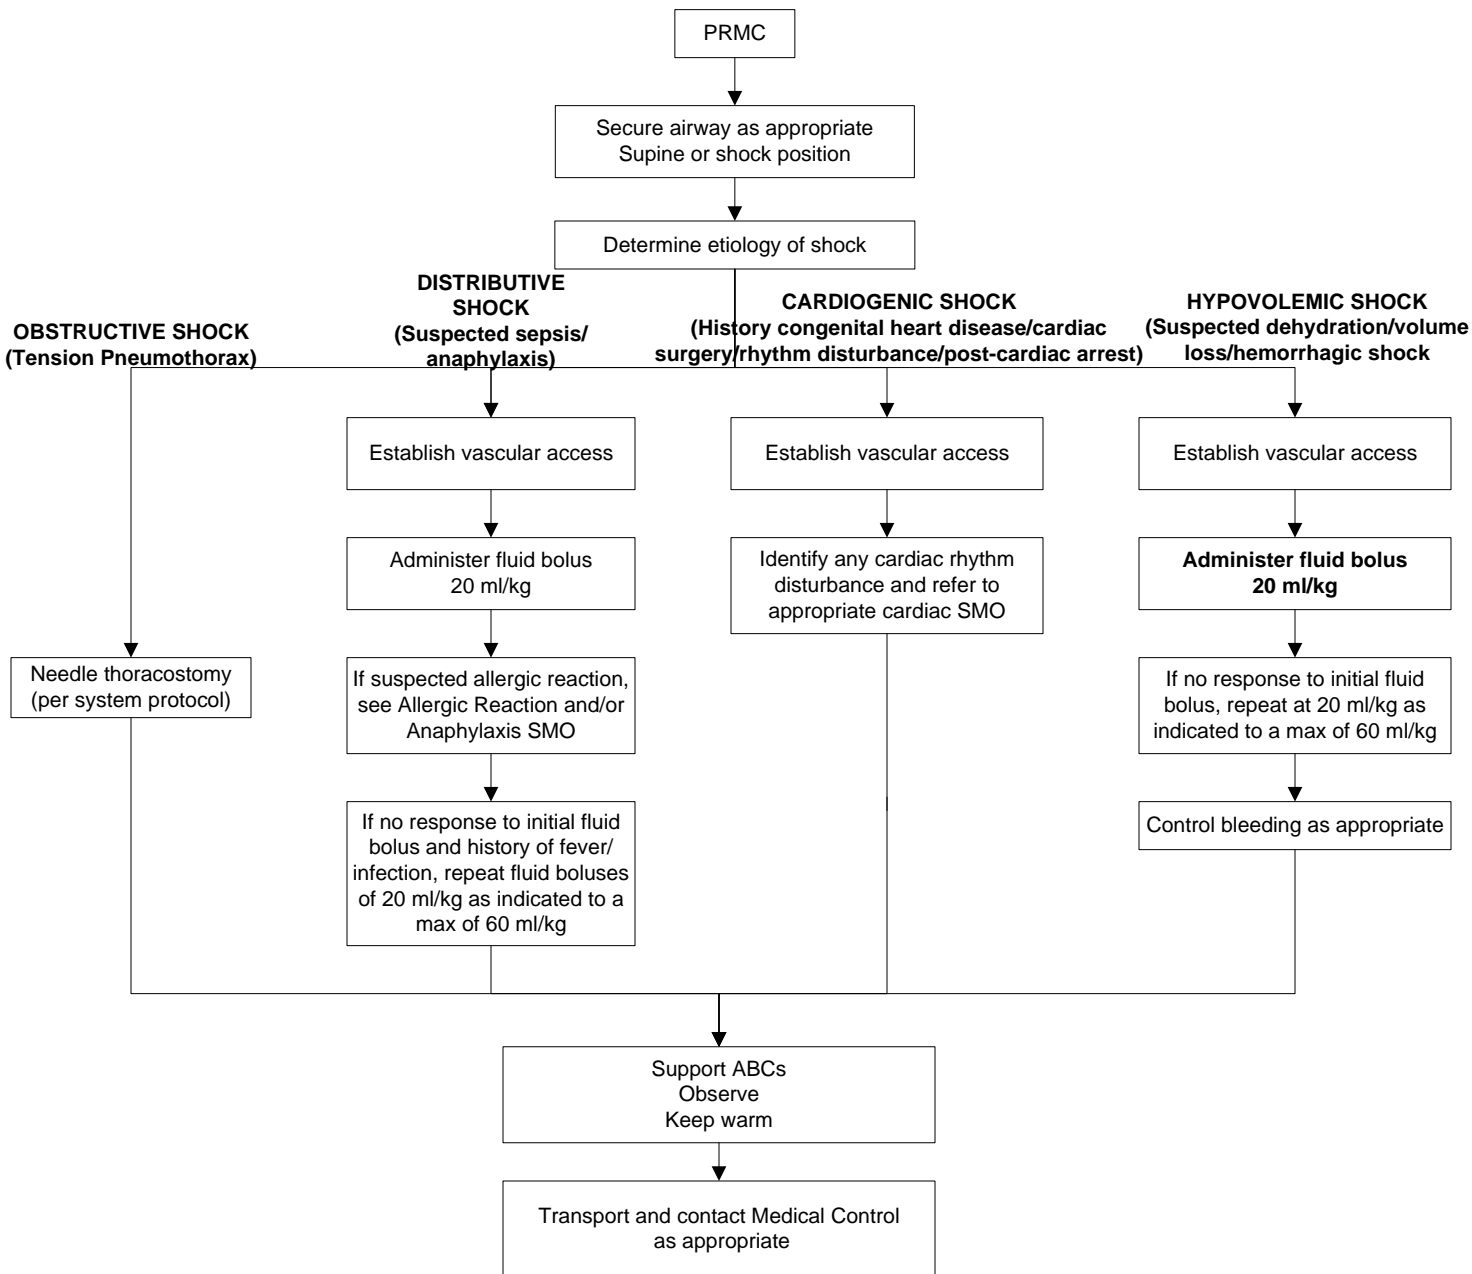 PRMC
Secure airway as appropriate
Supine or shock position
Determine etiology of shock
OBSTRUCTIVE SHOCK
(Tension Pneumothorax)
DISTRIBUTIVE
SHOCK
(Suspected sepsis/
anaphylaxis)
CARDIOGENIC SHOCK
(History congenital heart disease/cardiac
surgery/rhythm disturbance/post-cardiac arrest)
HYPOVOLEMIC SHOCK
(Suspected dehydration/volume
loss/hemorrhagic shock
Needle thoracostomy
(per system protocol)
Establish vascular access
Administer fluid bolus
20 ml/kg
If suspected allergic reaction,
see Allergic Reaction and/or
Anaphylaxis SMO
If no response to initial fluid
bolus and history of fever/
infection, repeat fluid boluses
of 20 ml/kg as indicated to a
max of 60 ml/kg
Establish vascular access
Identify any cardiac rhythm
disturbance and refer to
appropriate cardiac SMO
Establish vascular access
Administer fluid bolus
20 ml/kg
If no response to initial fluid
bolus, repeat at 20 ml/kg as
indicated to a max of 60 ml/kg
Control bleeding as appropriate
Support ABCs
Observe
Keep warm
Transport and contact Medical Control
as appropriate